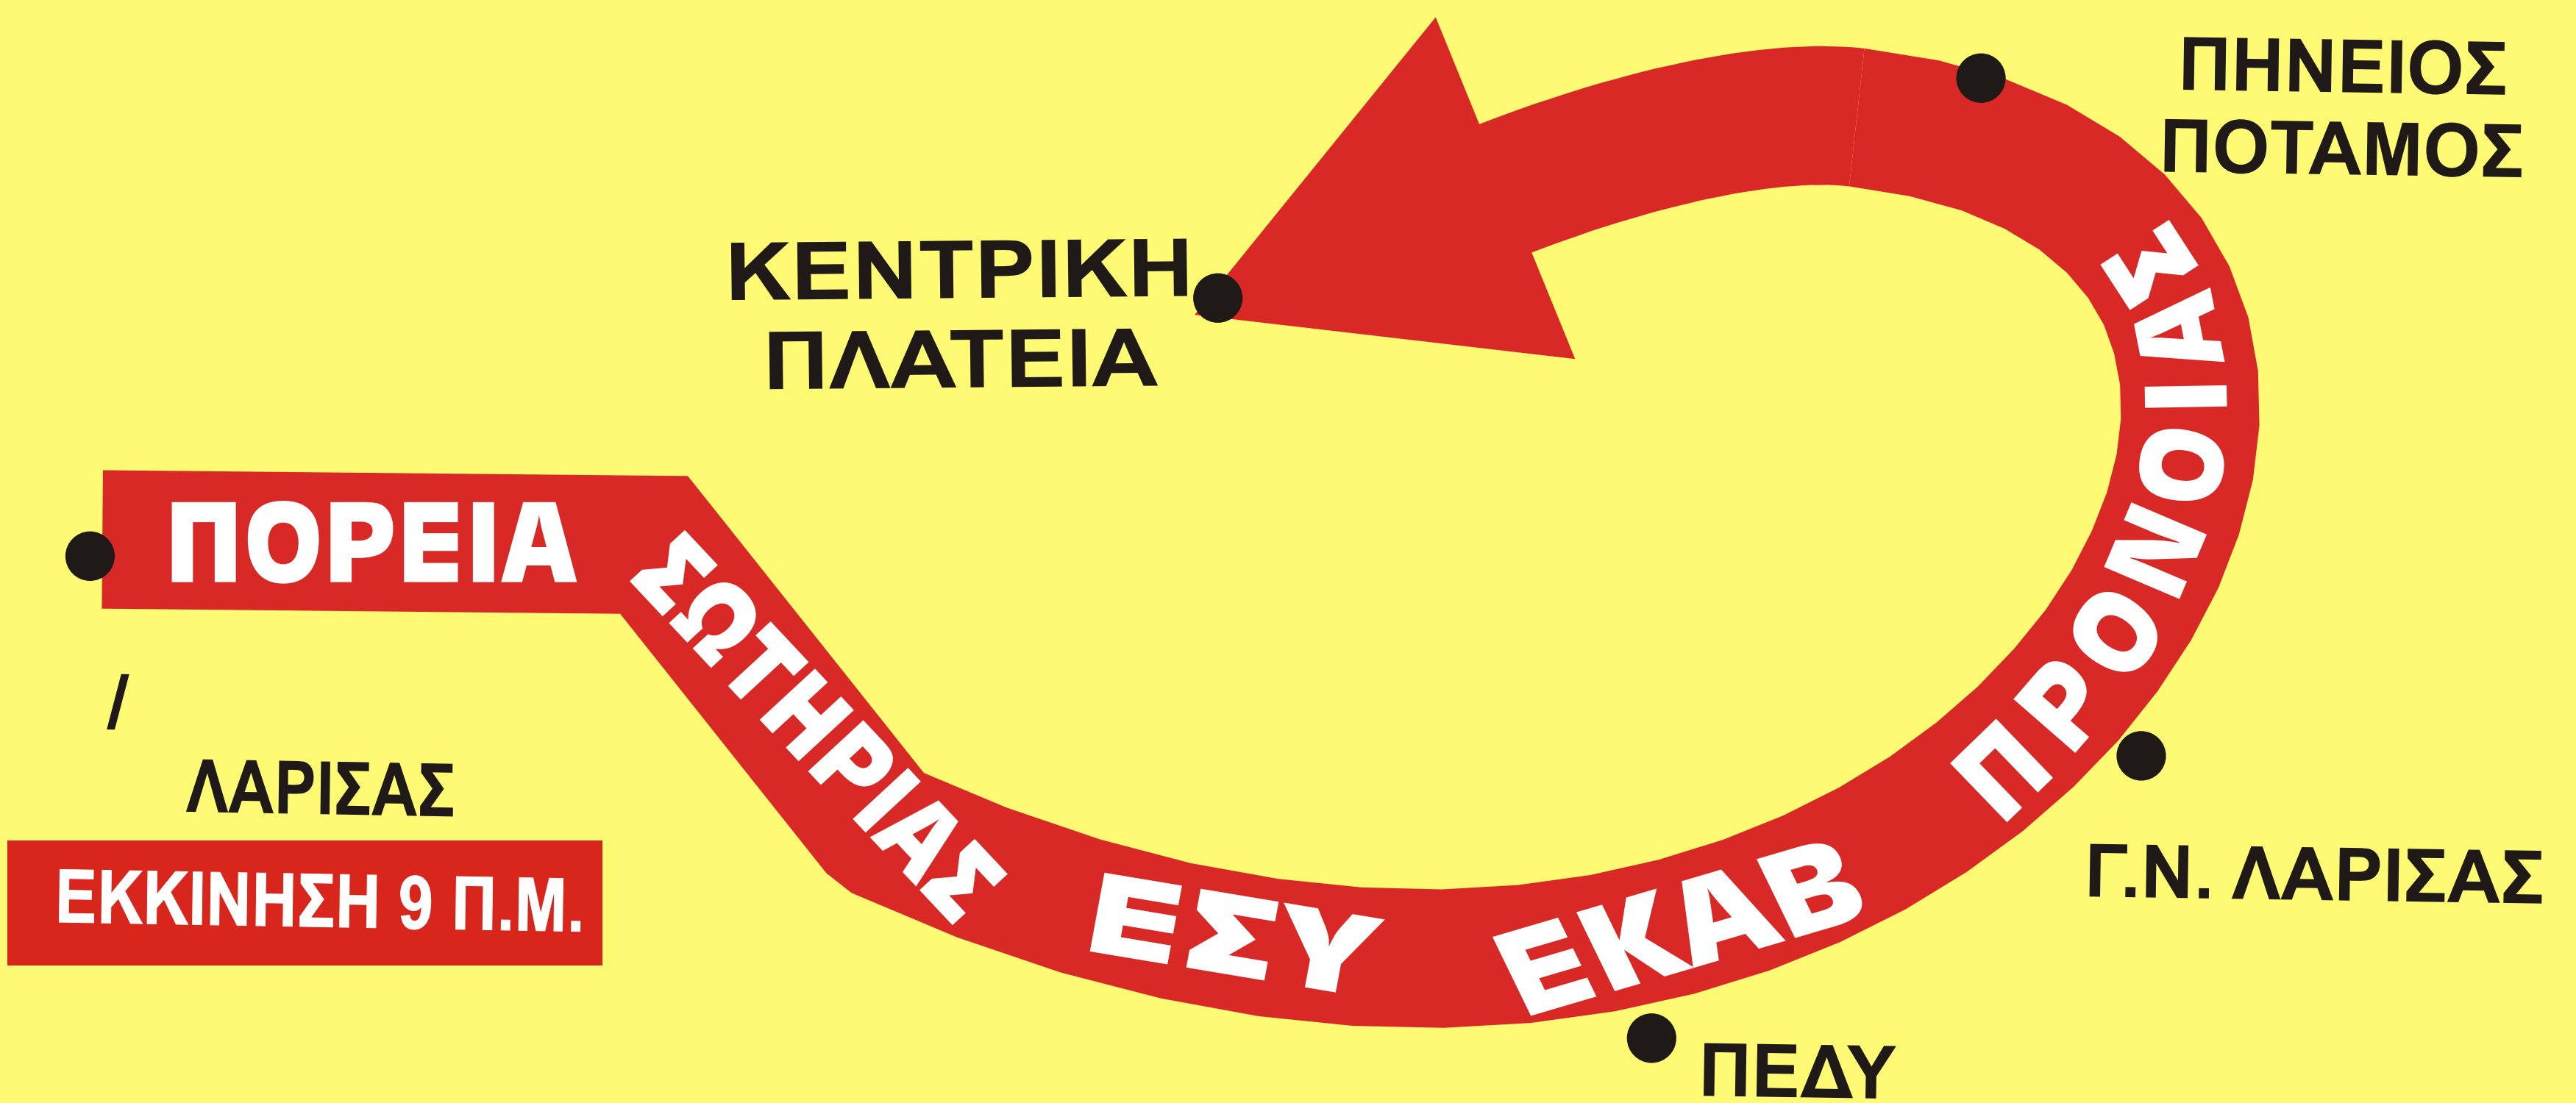 ΠΟΡΕΙΑ ΣΩΤΗΡΙΑΣ ΕΣΥ ΕΚΑΒ ΠΡΟΝΟΙΑΣ
/
ΛΑΡΙΣΑΣ
ΕΚΚΙΝΗΣΗ 9 Π.Μ.
ΠΕΔΥ
Γ.Ν. ΛΑΡΙΣΑΣ
ΠΗΝΕΙΟΣ
ΠΟΤΑΜΟΣ
ΚΕΝΤΡΙΚΗ
ΠΛΑΤΕΙΑ